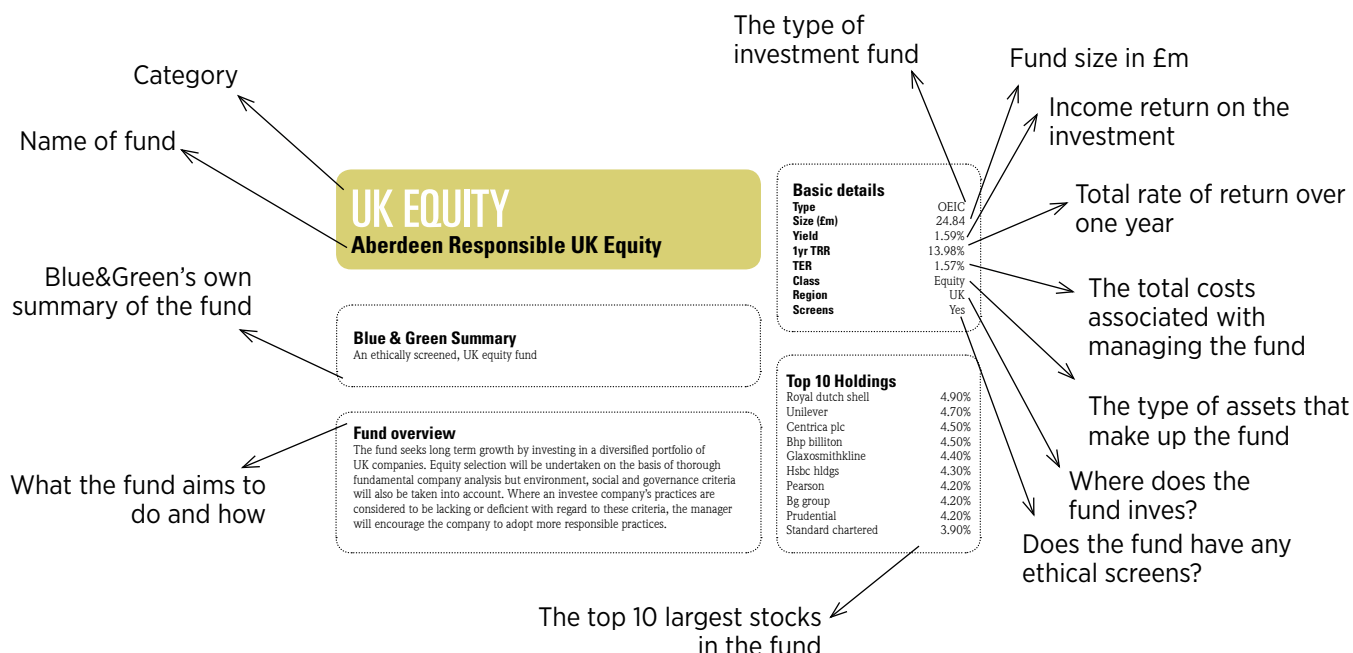 The type of
investment fund
Fund size in £m
Category
Income return on the
investment
Name of fund
UK EQUITY
Aberdeen Responsible UK Equity
Basic details
Type OEIC
Size (£m) 24.84
Yield 1.59%
1yr TRR 13.98%
TER 1.57%
Class Equity
Region UK
Screens Yes
Total rate of return over
one year
Blue&Green's own
summary of the fund
The total costs
associated with
managing the fund
Blue & Green Summary
An ethically screened, UK equity fund
Top 10 Holdings
Royal dutch shell 4.90%
Unilever 4.70%
Centrica plc 4.50%
Bhp billiton 4.50%
Glaxosmithkline 4.40%
Hsbc hldgs 4.30%
Pearson 4.20%
Bg group 4.20%
Prudential 4.20%
Standard chartered 3.90%
The type of assets that
make up the fund
Fund overview
The fund seeks long term growth by investing in a diversified portfolio of
UK companies. Equity selection will be undertaken on the basis of thorough
fundamental company analysis but environment, social and governance criteria
will also be taken into account. Where an investee company's practices are
considered to be lacking or deficient with regard to these criteria, the manager
will encourage the company to adopt more responsible practices.
What the fund aims to
do and how
Where does the
fund inves?
Does the fund have any
ethical screens?
The top 10 largest stocks
in the fund